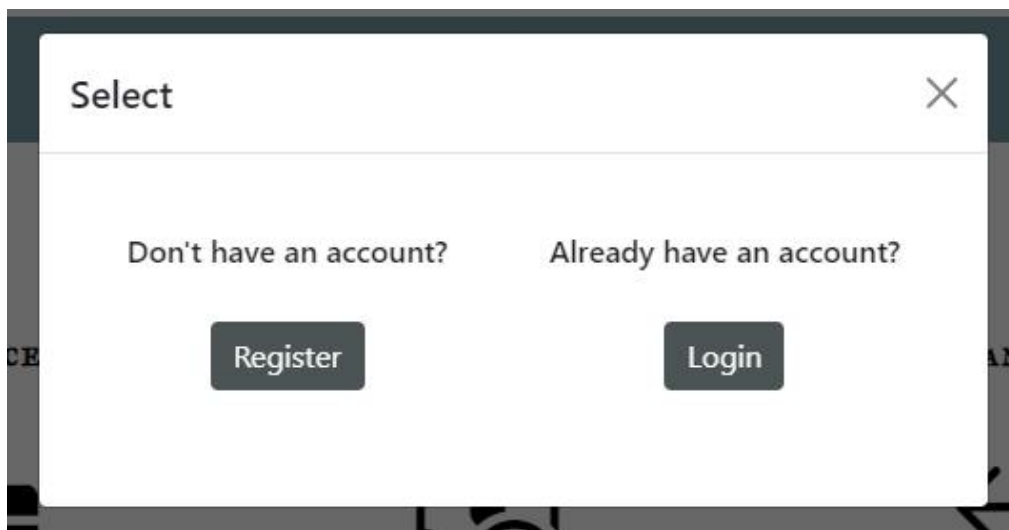 Select
Don't have an account?
Already have an account?
Register
Login